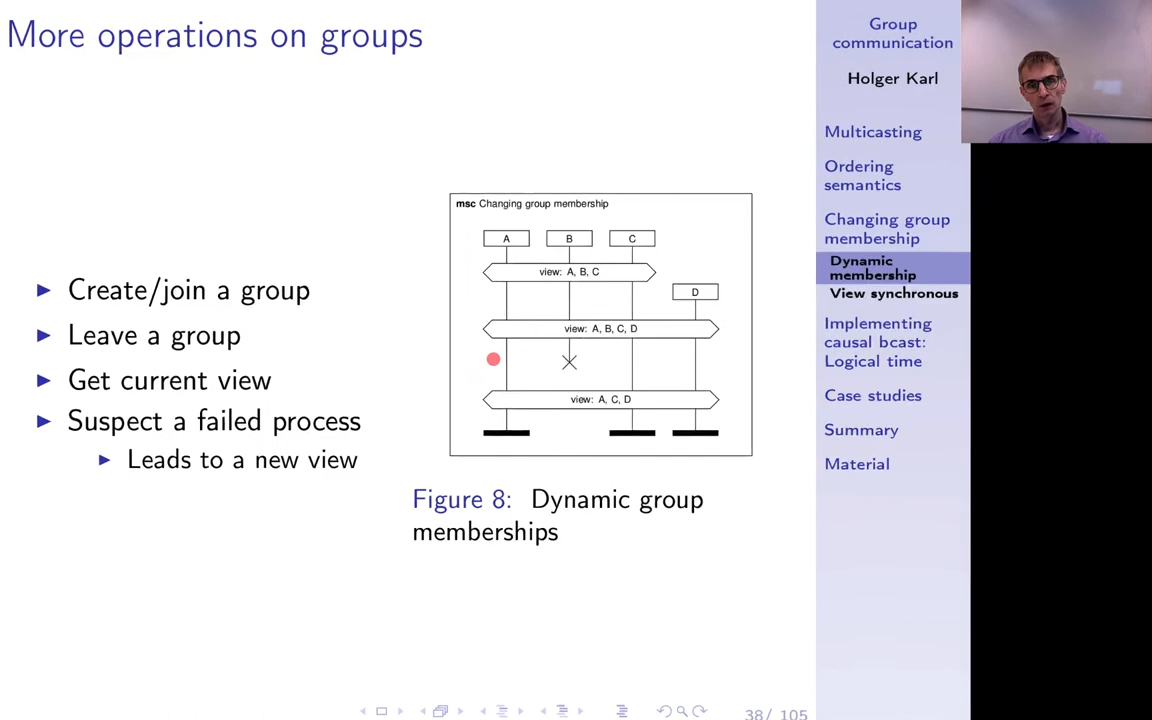 More operations on groups
Create/join a group
Leave a group
Get current view
Suspect a failed process
Leads to a new view
msc Changing group membership
A
B
C
view: A, B, C
D
view: A, B, C, D
view: A, C, D
Figure 8: Dynamic group
memberships
Group
communication
Holger Karl
Multicasting
Ordering
semantics
Changing group
membership
Dynamic
membership
View synchronous
Implementing
causal bcast:
Logical time
Case studies
Summary
Material
38/ 105